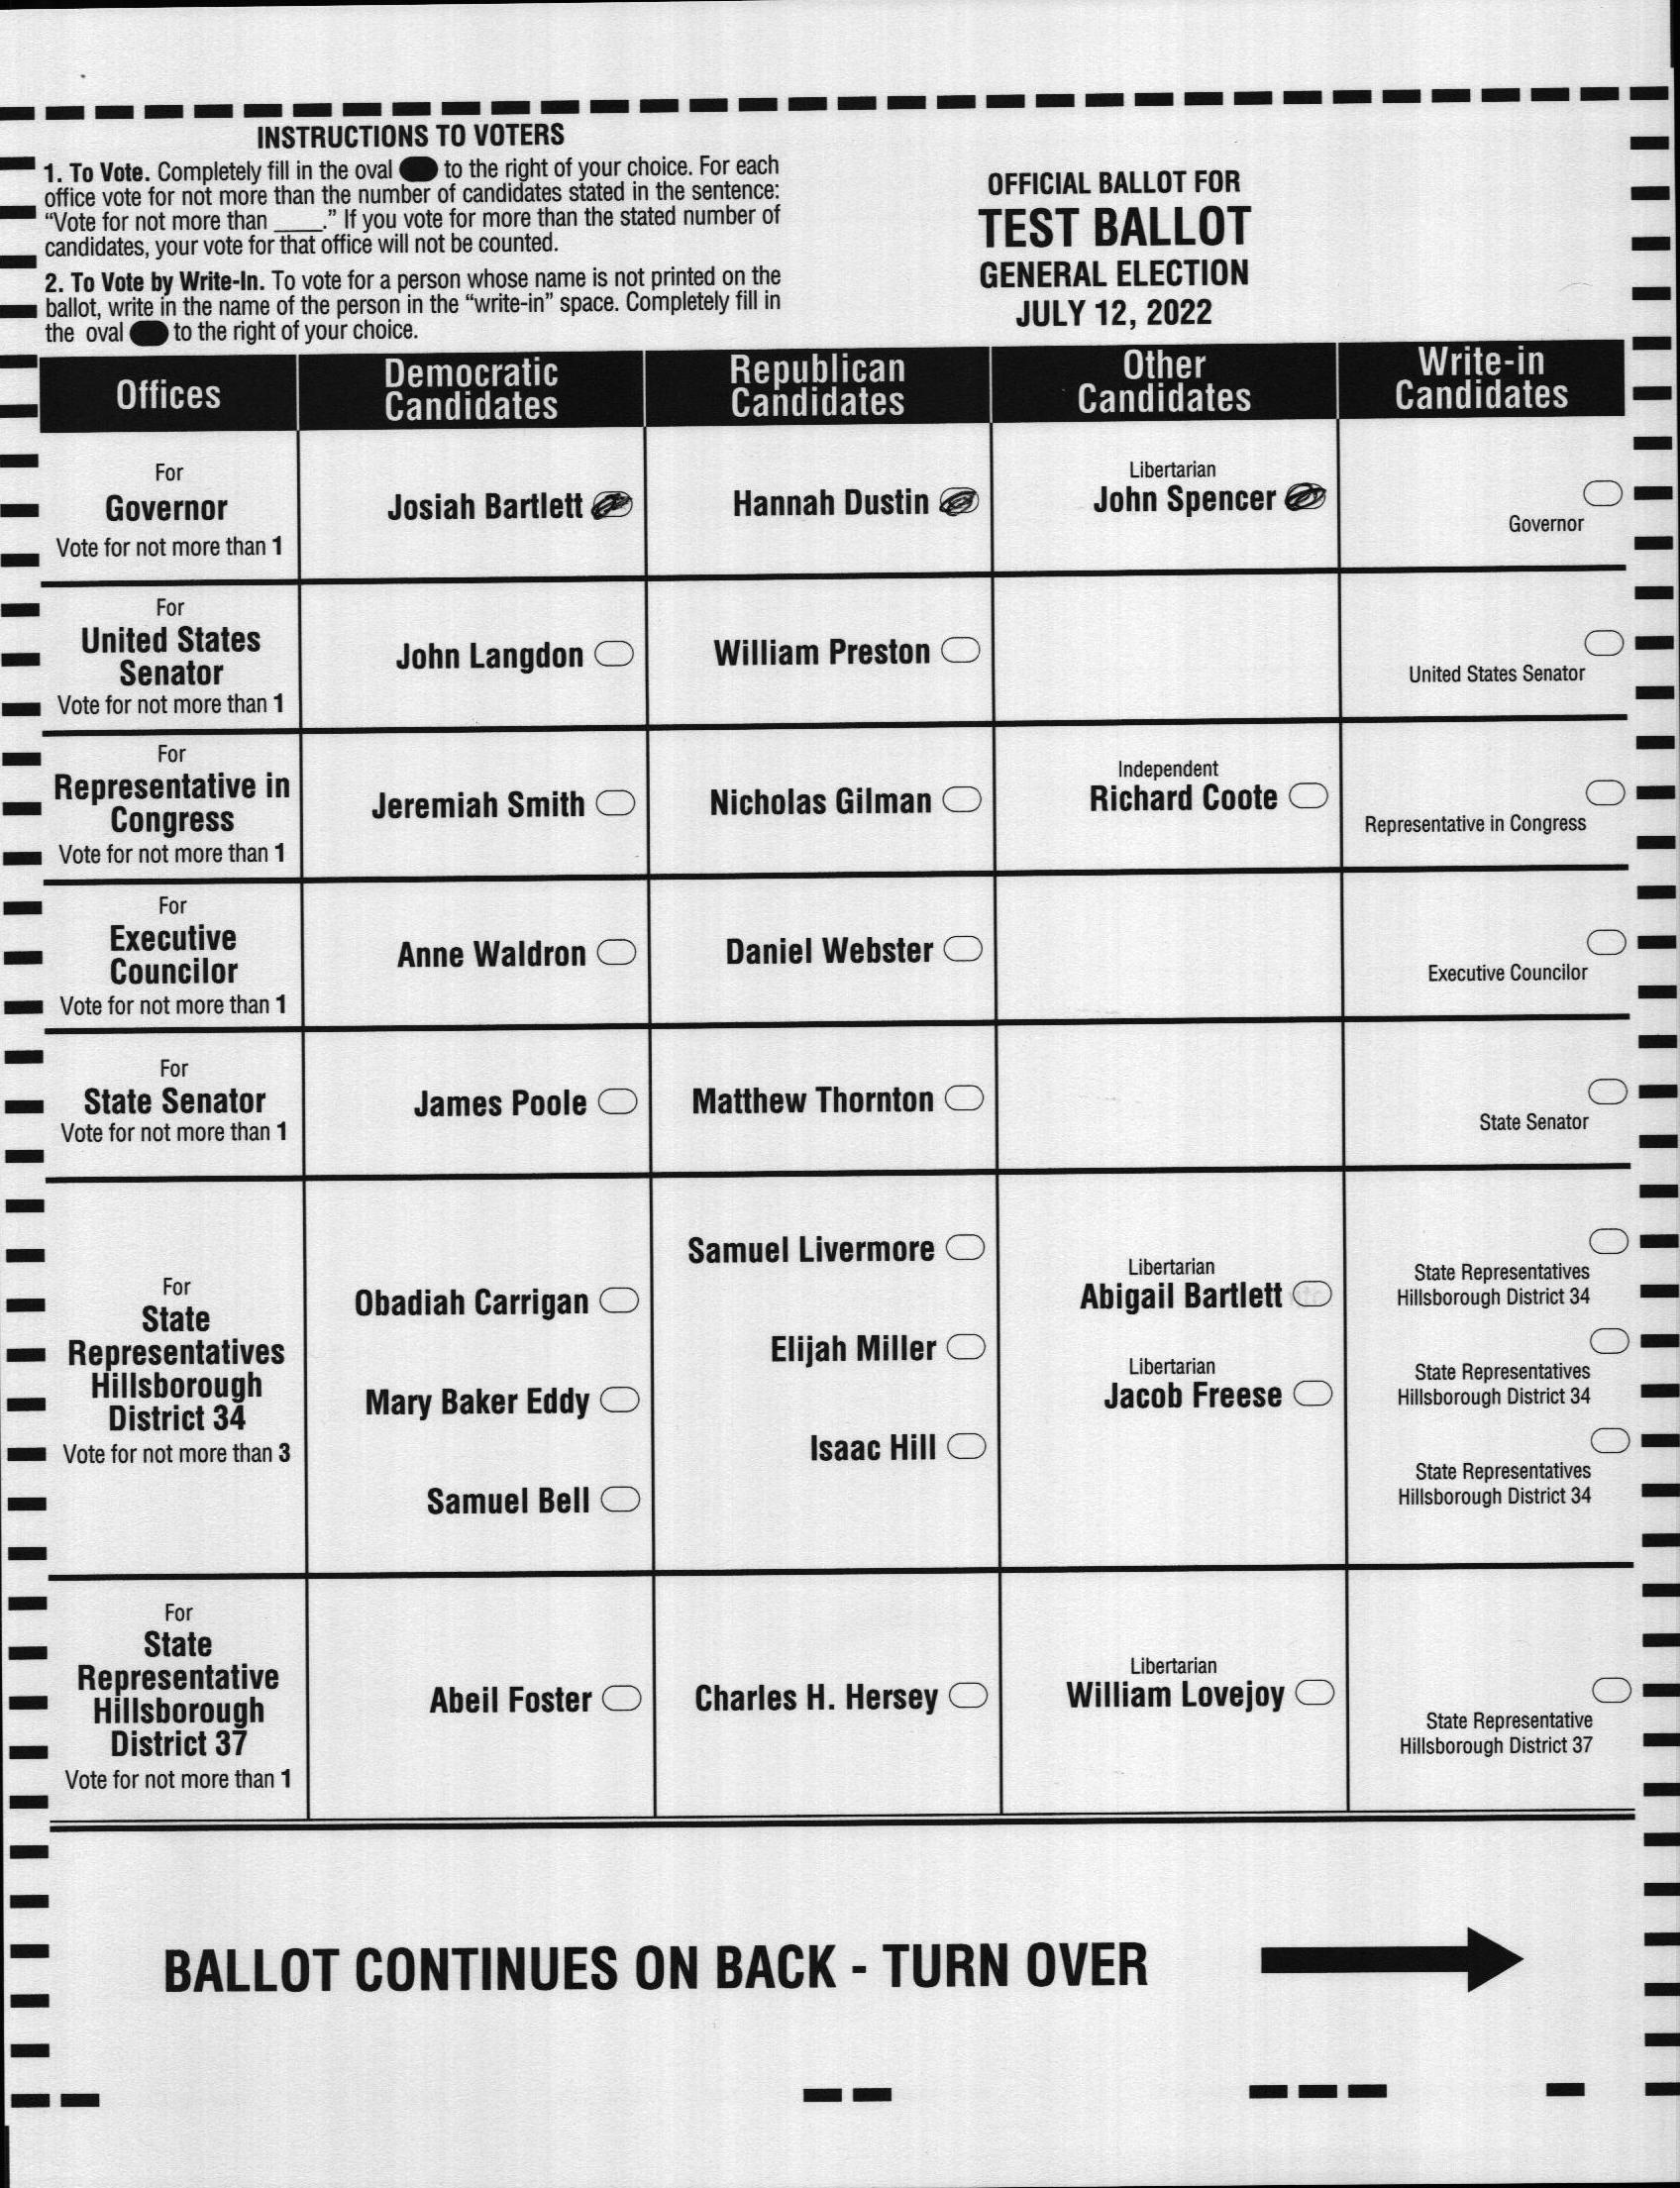 INSTRUCTIONS TO VOTERS
1. To Vote. Completely fill in the oval to the right of your choice. For each
office vote for not more than the number of candidates stated in the sentence:
“Vote for not more than ____.” If you vote for more than the stated number of
candidates, your vote for that office will not be counted.
2. To Vote by Write-In. To vote for a person whose name is not printed on the
ballot, write in the name of the person in the “write-in” space. Completely fill in
the oval to the right of your choice.
OFFICIAL BALLOT FOR
TEST BALLOT
GENERAL ELECTION
JULY 12, 2022
Offices
Democratic
Candidates
Republican
Candidates
Other
Candidates
Write-in
Candidates
For
Governor
Vote for not more than 1
Josiah Bartlett
Hannah Dustin
Libertarian
John Spencer
Governor
For
United States
Senator
Vote for not more than 1
John Langdon
William Preston
United States Senator
For
Representative in
Congress
Vote for not more than 1
Jeremiah Smith
Nicholas Gilman
Independent
Richard Coote
Representative in Congress
For
Executive
Councilor
Vote for not more than 1
Anne Waldron
Daniel Webster
Executive Councilor
For
State Senator
Vote for not more than 1
James Poole
Matthew Thornton
State Senator
For
State
Representatives
Hillsborough
District 34
Vote for not more than 3
Obadiah Carrigan
Mary Baker Eddy
Samuel Bell
Samuel Livermore
Elijah Miller
Isaac Hill
Libertarian
Abigail Bartlett
Libertarian
Jacob Freese
State Representatives
Hillsborough District 34
State Representatives
Hillsborough District 34
State Representatives
Hillsborough District 34
For
State
Representative
Hillsborough
District 37
Vote for not more than 1
Abeil Foster
Charles H. Hersey
Libertarian
William Lovejoy
State Representative
Hillsborough District 37
BALLOT CONTINUES ON BACK - TURN OVER